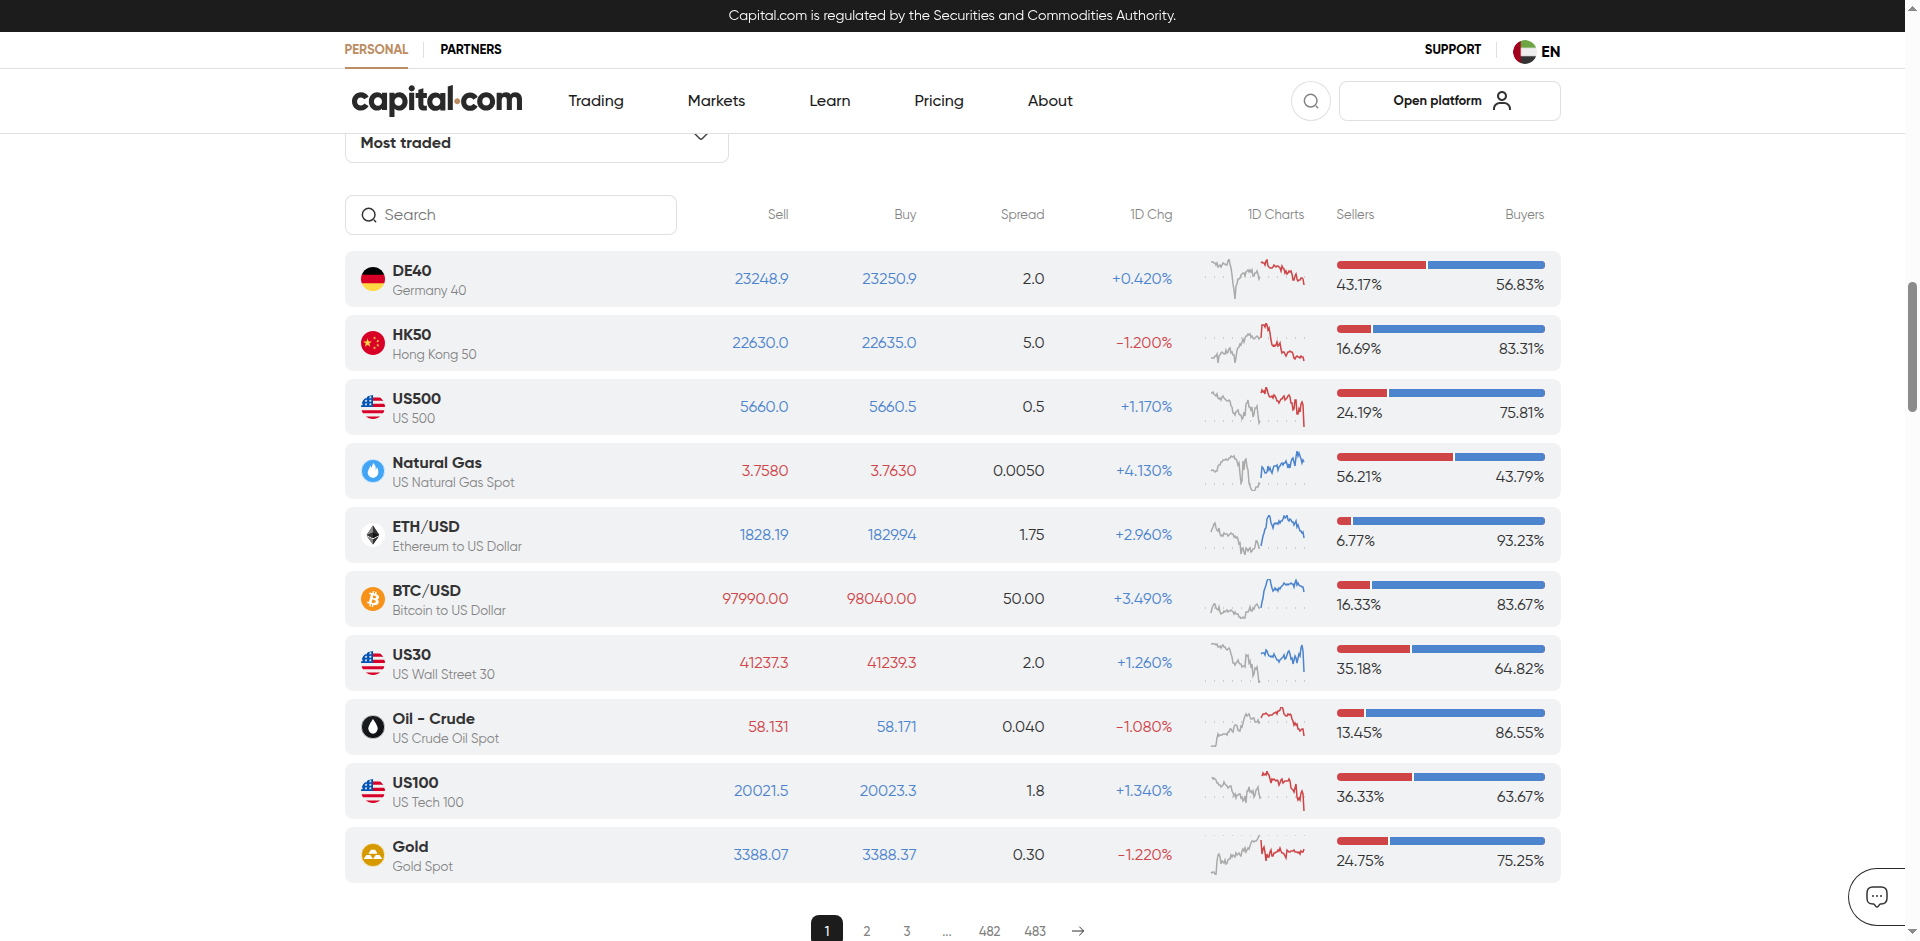 Capital.com is regulated by the Securities and Commodities Authority.
PERSONAL PARTNERS SUPPORT EN
capital.com Trading Markets Learn Pricing About Open platform
Most traded
Search Sell Buy Spread 1D Chg 1D Charts Sellers Buyers
DE40
Germany 40
23248.9 23250.9 2.0 +0.420% 43.17% 56.83%
HK50
Hong Kong 50
22630.0 22635.0 5.0 -1.200% 16.69% 83.31%
US500
US 500
5660.0 5660.5 0.5 +1.170% 24.19% 75.81%
Natural Gas
US Natural Gas Spot
3.7580 3.7630 0.0050 +4.130% 56.21% 43.79%
ETH/USD
Ethereum to US Dollar
1828.19 1829.94 1.75 +2.960% 6.77% 93.23%
BTC/USD
Bitcoin to US Dollar
97990.00 98040.00 50.00 +3.490% 16.33% 83.67%
US30
US Wall Street 30
41237.3 41239.3 2.0 +1.260% 35.18% 64.82%
Oil - Crude
US Crude Oil Spot
58.131 58.171 0.040 -1.080% 13.45% 86.55%
US100
US Tech 100
20021.5 20023.3 1.8 +1.340% 36.33% 63.67%
Gold
Gold Spot
3388.07 3388.37 0.30 -1.220% 24.75% 75.25%
1 2 3 ... 482 483